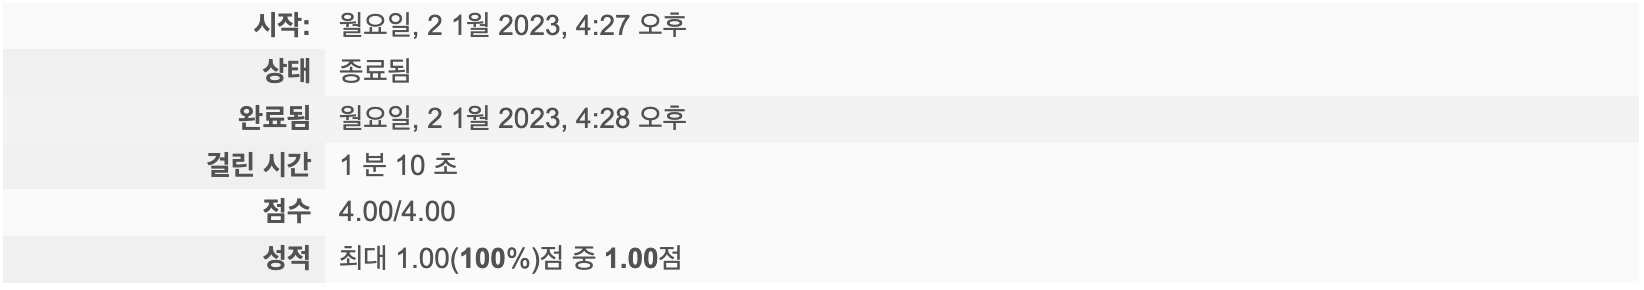 시작: 월요일, 2 1월 2023, 4:27 오후
상태 종료됨
완료됨 월요일, 2 1월 2023, 4:28 오후
걸린 시간 1 분 10 초
점수 4.00/4.00
성적 최대 1.00(100%)점 중 1.00점